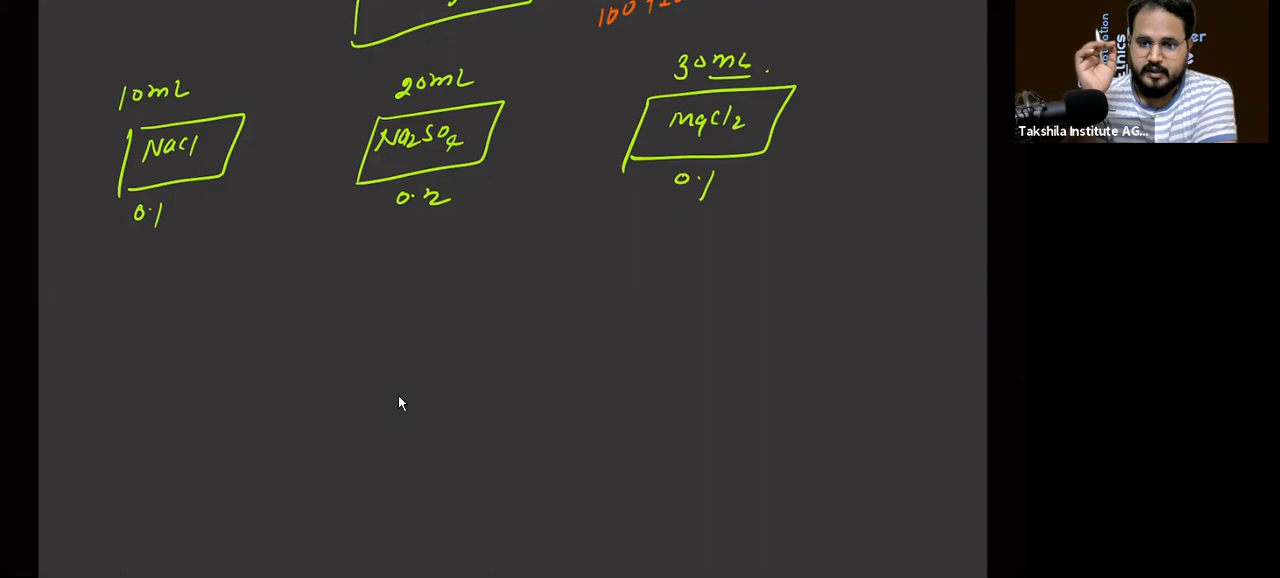 10mL
20mL
30mL.
NaCl
Na2SO4
MgCl2
0.1
0.2
0.1
Takshila Institute AG...